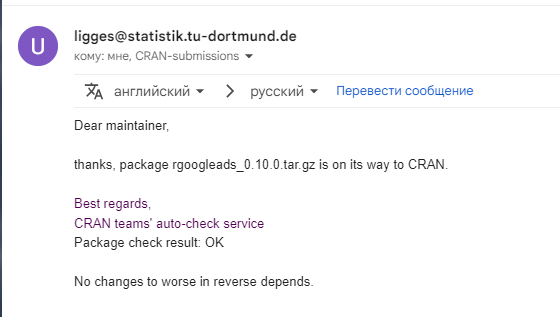 U
ligges@statistik.tu-dortmund.de
кому: мне, CRAN-submissions
английский > русский Перевести сообщение
Dear maintainer,
thanks, package rgoogleads_0.10.0.tar.gz is on its way to CRAN.
Best regards,
CRAN teams' auto-check service
Package check result: OK
No changes to worse in reverse depends.